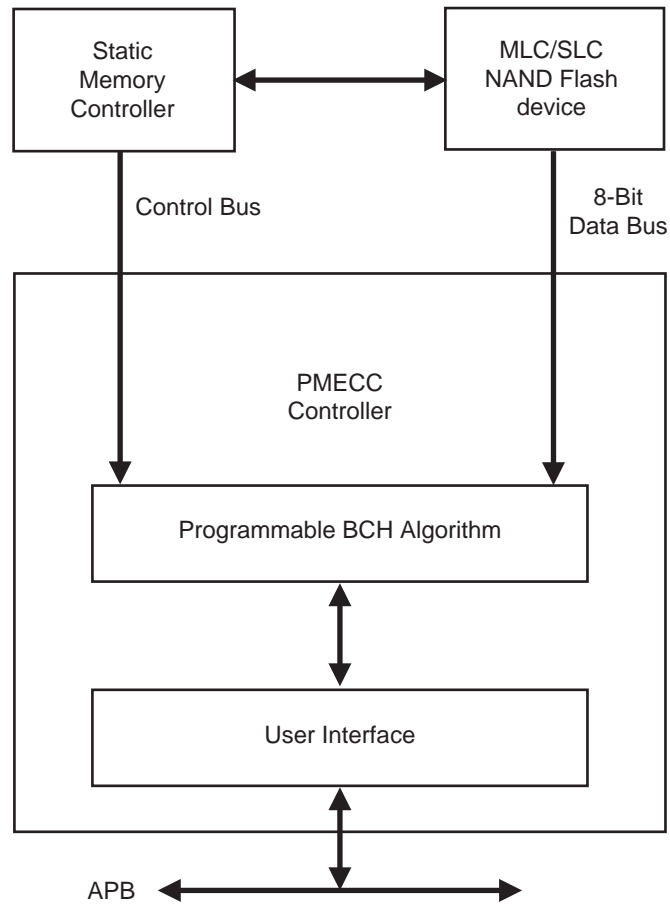 Static
Memory
Controller
MLC/SLC
NAND Flash
device
Control Bus
8-Bit
Data Bus
PMECC
Controller
Programmable BCH Algorithm
User Interface
APB